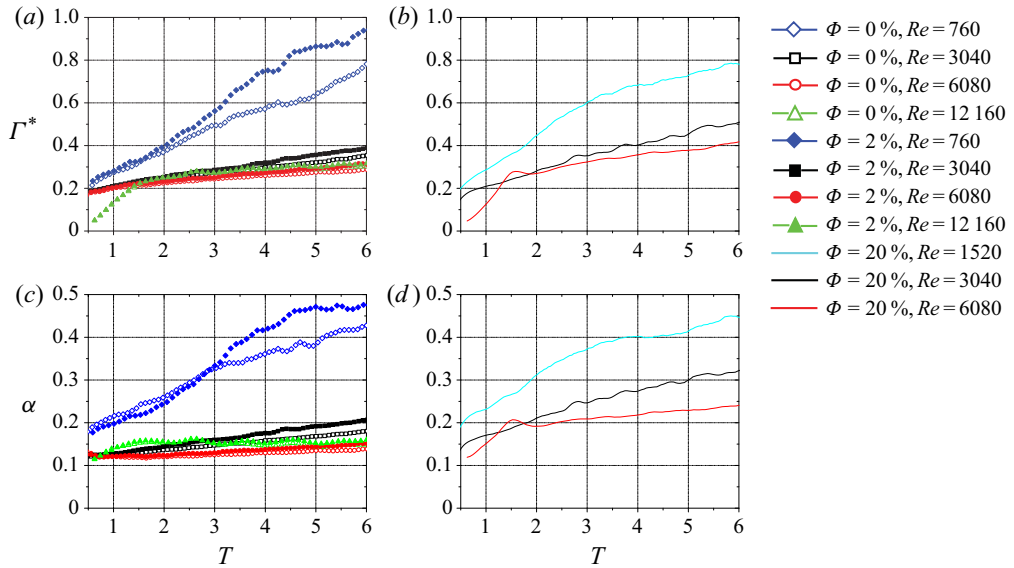 (a)
(b)
1.0
0.8
0.6
0.4
0.2
0
Γ*
1 2 3 4 5 6
1.0
0.8
0.6
0.4
0.2
0
1 2 3 4 5 6
(c)
(d)
0.5
0.4
0.3
0.2
0.1
0
α
1 2 3 4 5 6
T
0.5
0.4
0.3
0.2
0.1
0
1 2 3 4 5 6
T
Φ = 0 %, Re = 760
Φ = 0 %, Re = 3040
Φ = 0 %, Re = 6080
Φ = 0 %, Re = 12 160
Φ = 2 %, Re = 760
Φ = 2 %, Re = 3040
Φ = 2 %, Re = 6080
Φ = 2 %, Re = 12 160
Φ = 20 %, Re = 1520
Φ = 20 %, Re = 3040
Φ = 20 %, Re = 6080